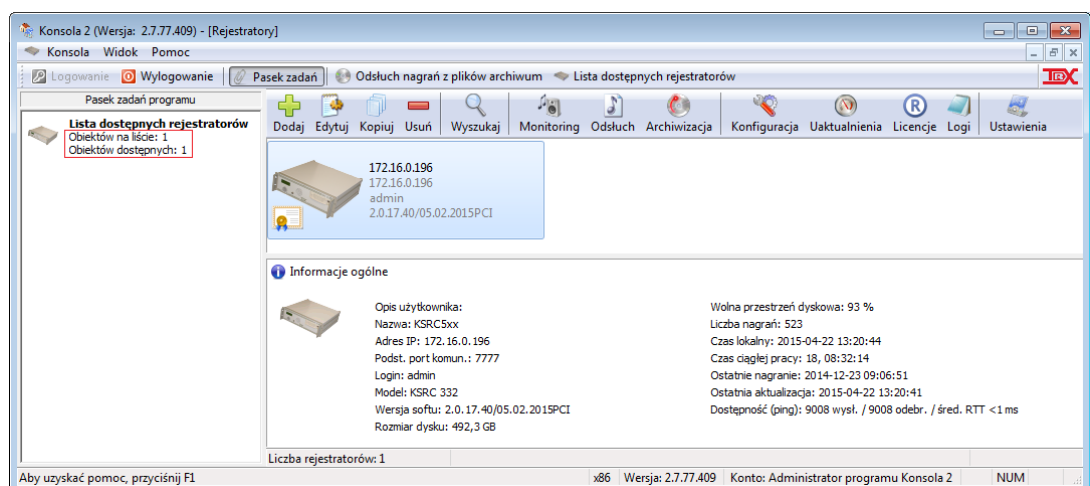 Konsola 2 (Wersja:  2.7.77.409) - [Rejestratory]
Konsola Widok Pomoc
Logowanie Wylogowanie Pasek zadań Odsłuch nagrań z plików archiwum Lista dostępnych rejestratorów
TRX
Pasek zadań programu
Lista dostępnych rejestratorów
Obiektów na liście: 1
Obiektów dostępnych: 1
Dodaj Edytuj Kopiuj Usuń Wyszukaj Monitoring Odsłuch Archiwizacja Konfiguracja Uaktualnienia Licencje Logi Ustawienia
172.16.0.196
172.16.0.196
admin
2.0.17.40/05.02.2015PCI
Informacje ogólne
Opis użytkownika:
Nazwa: KSRC5xx
Adres IP: 172.16.0.196
Podst. port komun.: 7777
Login: admin
Model: KSRC 332
Wersja softu: 2.0.17.40/05.02.2015PCI
Rozmiar dysku: 492,3 GB
Wolna przestrzeń dyskowa: 93 %
Liczba nagrań: 523
Czas lokalny: 2015-04-22 13:20:44
Czas ciągłej pracy: 18, 08:32:14
Ostatnie nagranie: 2014-12-23 09:06:51
Ostatnia aktualizacja: 2015-04-22 13:20:41
Dostępność (ping): 9008 wysł. / 9008 odebr. / śred. RTT <1 ms
Liczba rejestratorów: 1
Aby uzyskać pomoc, przyciśnij F1
x86 Wersja: 2.7.77.409 Konto: Administrator programu Konsola 2 NUM